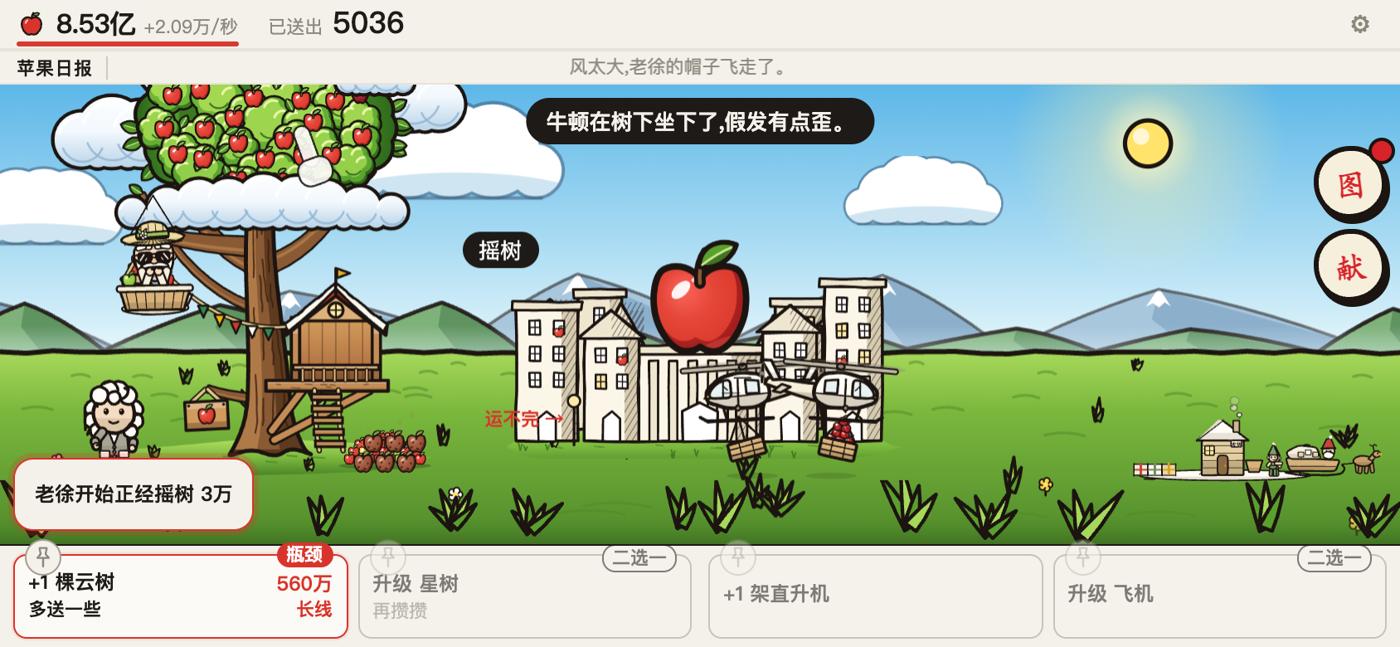 8.53亿 +2.09万/秒 已送出 5036
苹果日报 风太大,老徐的帽子飞走了。
牛顿在树下坐下了,假发有点歪。
图
摇树
献
运不完 →
老徐开始正经摇树 3万
瓶颈
+1 棵云树 560万
多送一些 长线
二选一
升级 星树
再攒攒
+1 架直升机
二选一
升级 飞机